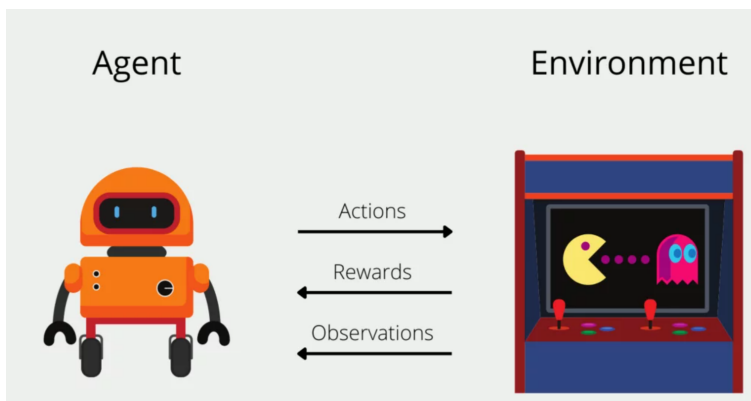 Agent
Environment
Actions
Rewards
Observations